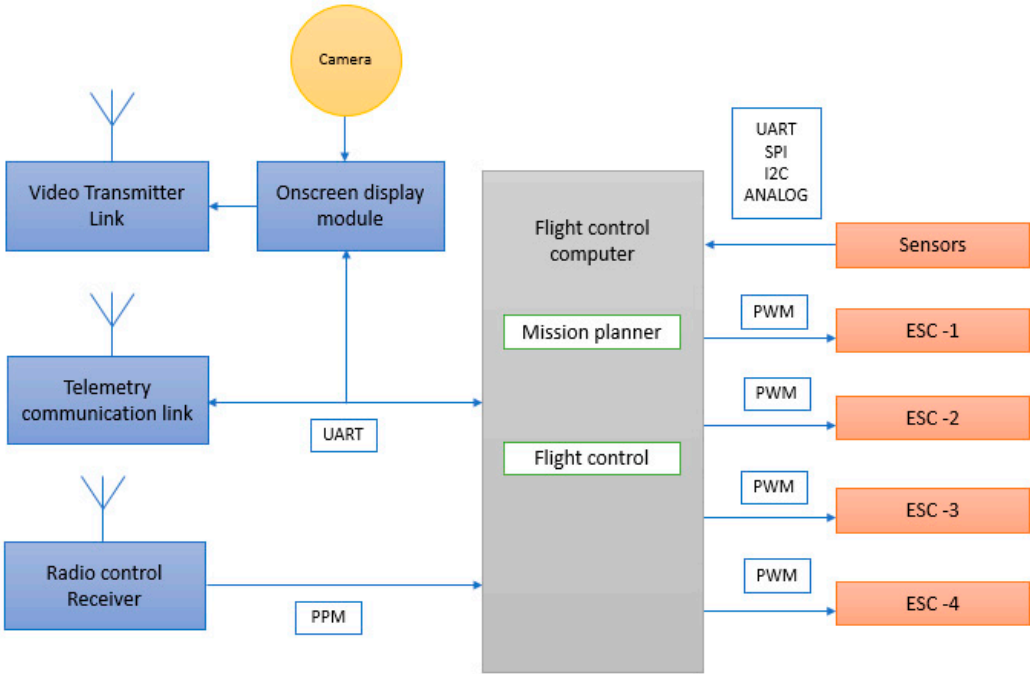 Camera
Video Transmitter
Link
Onscreen display
module
Telemetry
communication link
UART
Radio control
Receiver
PPM
Flight control
computer
Mission planner
Flight control
UART
SPI
I2C
ANALOG
Sensors
PWM
ESC -1
PWM
ESC -2
PWM
ESC -3
PWM
ESC -4